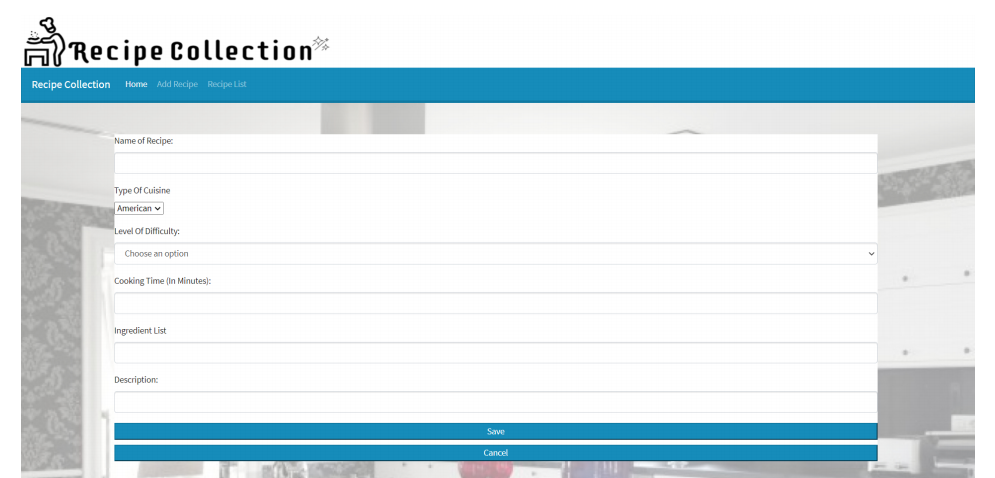 Recipe Collection
Recipe Collection Home Add Recipe Recipe List
Name of Recipe:
Type Of Cuisine
American
Level Of Difficulty:
Choose an option
Cooking Time (In Minutes):
Ingredient List
Description:
Save
Cancel